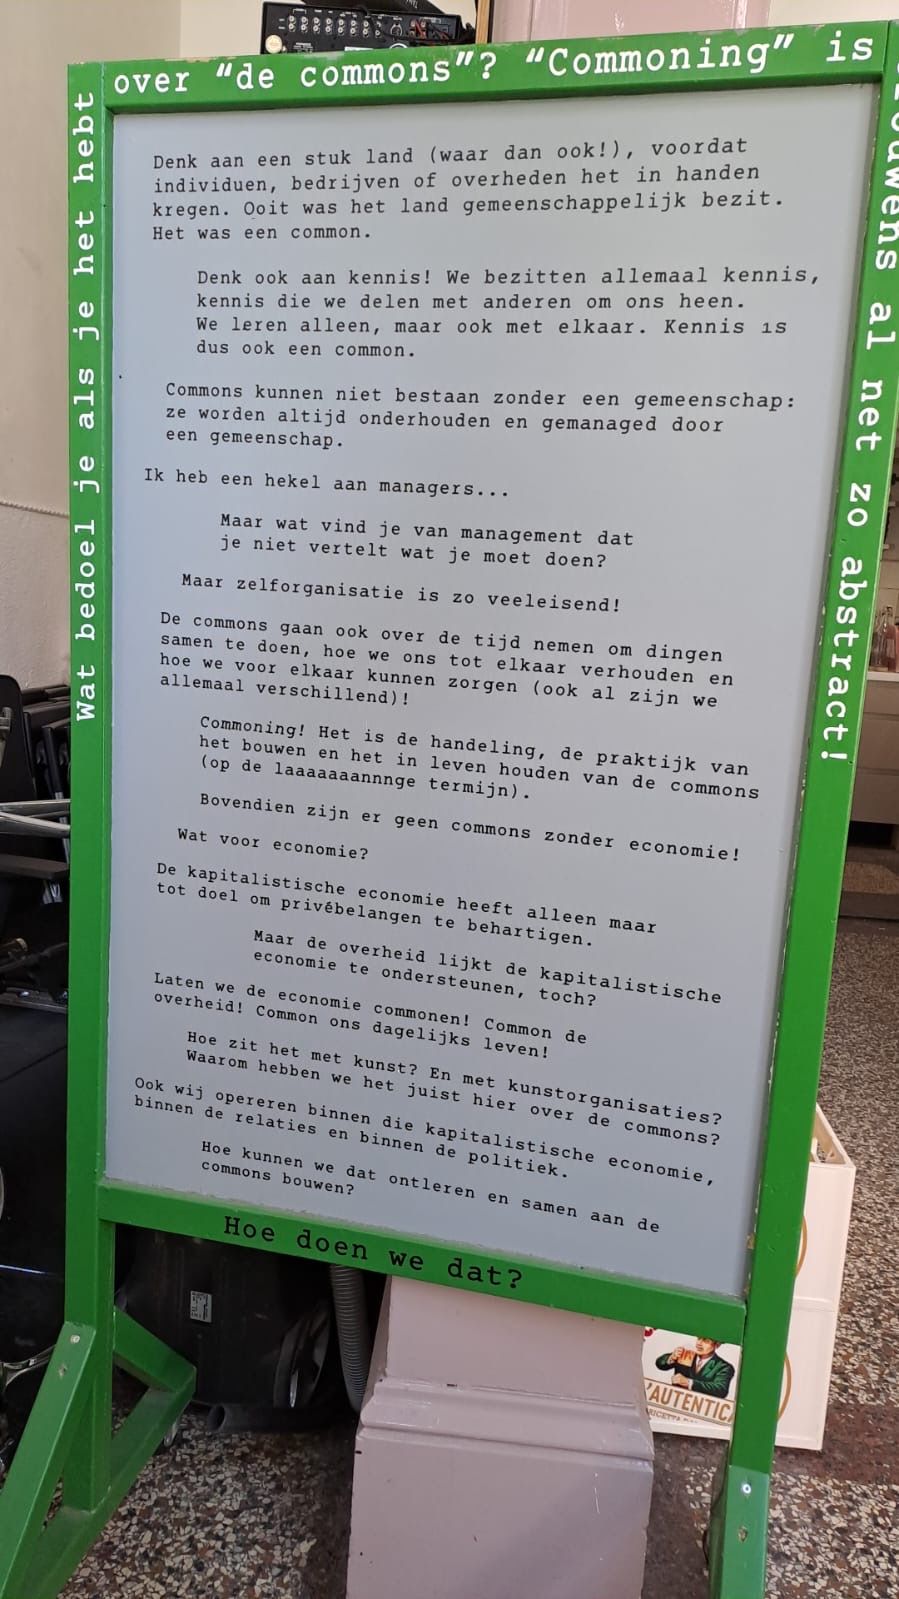 Wat bedoel je als je het hebt
over “de commons”? “Commoning” is
al net zo abstract!
Denk aan een stuk land (waar dan ook!), voordat
individuen, bedrijven of overheden het in handen
kregen. Ooit was het land gemeenschappelijk bezit.
Het was een common.
Denk ook aan kennis! We bezitten allemaal kennis,
kennis die we delen met anderen om ons heen.
We leren alleen, maar ook met elkaar. Kennis is
dus ook een common.
Commons kunnen niet bestaan zonder een gemeenschap:
ze worden altijd onderhouden en gemanaged door
een gemeenschap.
Ik heb een hekel aan managers...
Maar wat vind je van management dat
je niet vertelt wat je moet doen?
Maar zelforganisatie is zo veeleisend!
De commons gaan ook over de tijd nemen om dingen
samen te doen, hoe we ons tot elkaar verhouden en
hoe we voor elkaar kunnen zorgen (ook al zijn we
allemaal verschillend)!
Commoning! Het is de handeling, de praktijk van
het bouwen en het in leven houden van de commons
(op de laaaaaaannnge termijn).
Bovendien zijn er geen commons zonder economie!
Wat voor economie?
De kapitalistische economie heeft alleen maar
tot doel om privébelangen te behartigen.
Maar de overheid lijkt de kapitalistische
economie te ondersteunen, toch?
Laten we de economie commonen! Common de
overheid! Common ons dagelijks leven!
Hoe zit het met kunst? En met kunstorganisaties?
Waarom hebben we het juist hier over de commons?
Ook wij opereren binnen die kapitalistische economie,
binnen de relaties en binnen de politiek.
Hoe kunnen we dat ontleren en samen aan de
commons bouwen?
Hoe doen we dat?
L'AUTENTICA